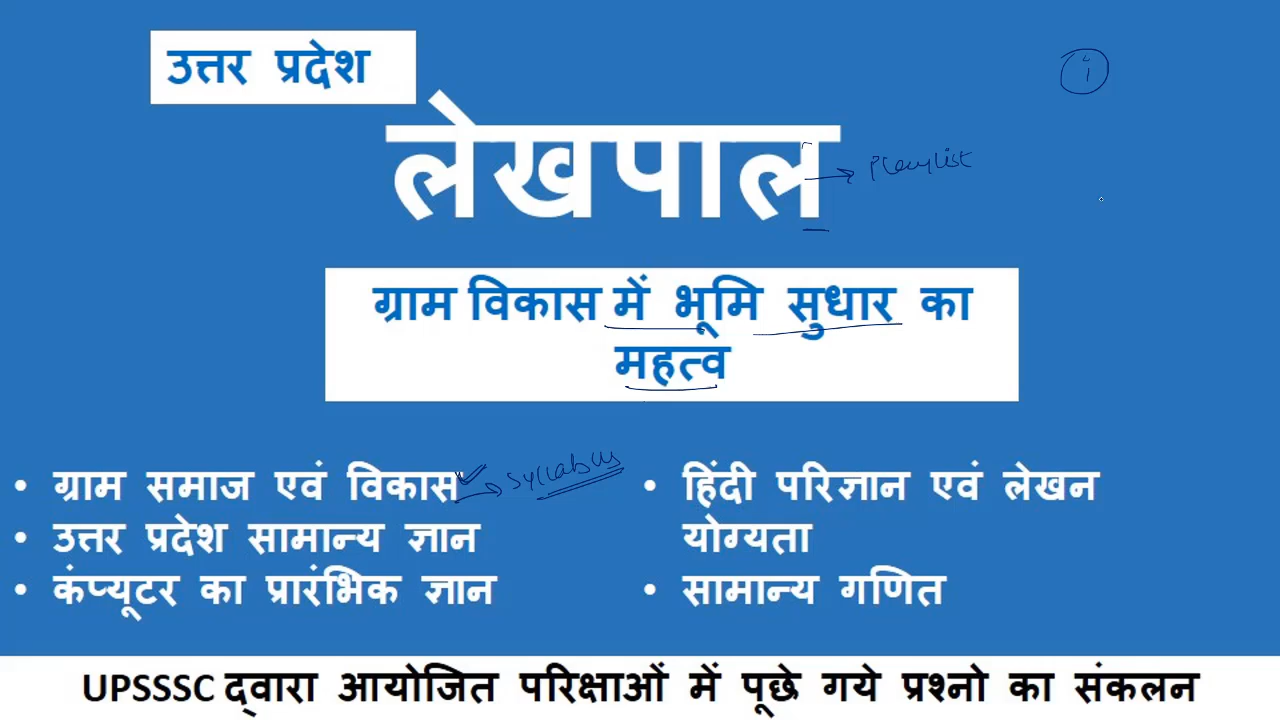 उत्तर प्रदेश
लेखपाल
i
→ Playlist
ग्राम विकास में भूमि सुधार का
महत्व
• ग्राम समाज एवं विकास
→ Syllabus
• उत्तर प्रदेश सामान्य ज्ञान
• कंप्यूटर का प्रारंभिक ज्ञान
• हिंदी परिज्ञान एवं लेखन
योग्यता
• सामान्य गणित
UPSSSC द्वारा आयोजित परिक्षाओं में पूछे गये प्रश्नो का संकलन